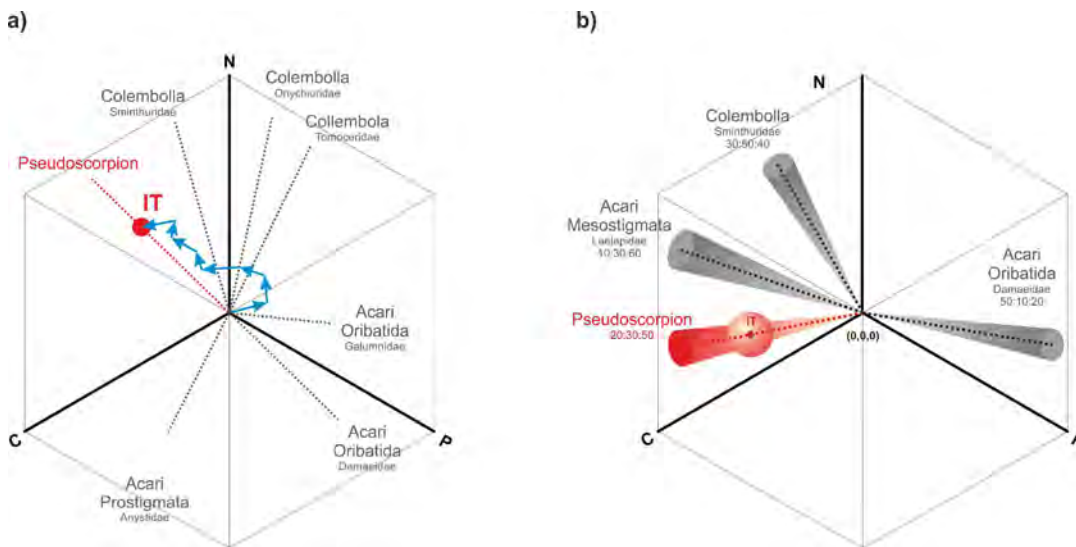 a)
N
Colembolla
Onychiuridae
Colembolla
Sminthuridae
Collembola
Tomoceridae
Pseudoscorpion
IT
Acari
Oribatida
Galumnidae
C
P
Acari
Oribatida
Damaeidae
Acari
Prostigmata
Anystidae
b)
N
Colembolla
Sminthuridae
30:50:40
Acari
Mesostigmata
Laelapidae
10:30:60
Acari
Oribatida
Damaeidae
50:10:20
Pseudoscorpion
20:30:50
IT
(0,0,0)
C